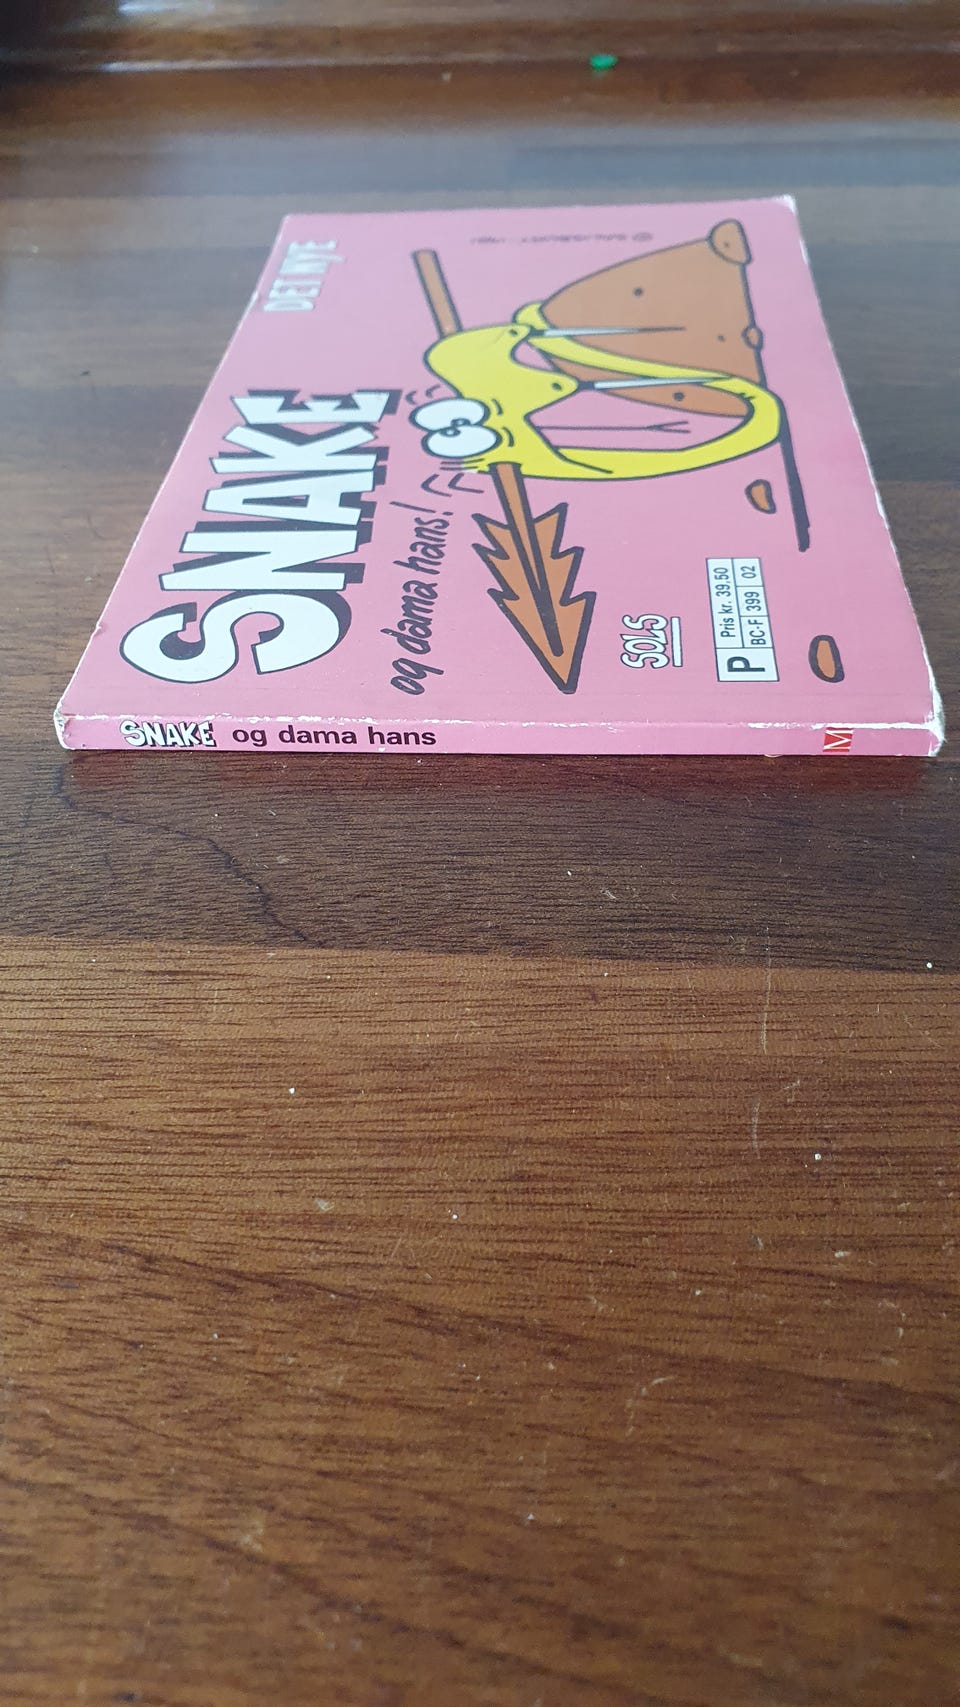 DET NYE
SNAKE
og dama hans!
SOLS
P
Pris kr. 39,50
BC-F 399 02
SNAKE og dama hans
M